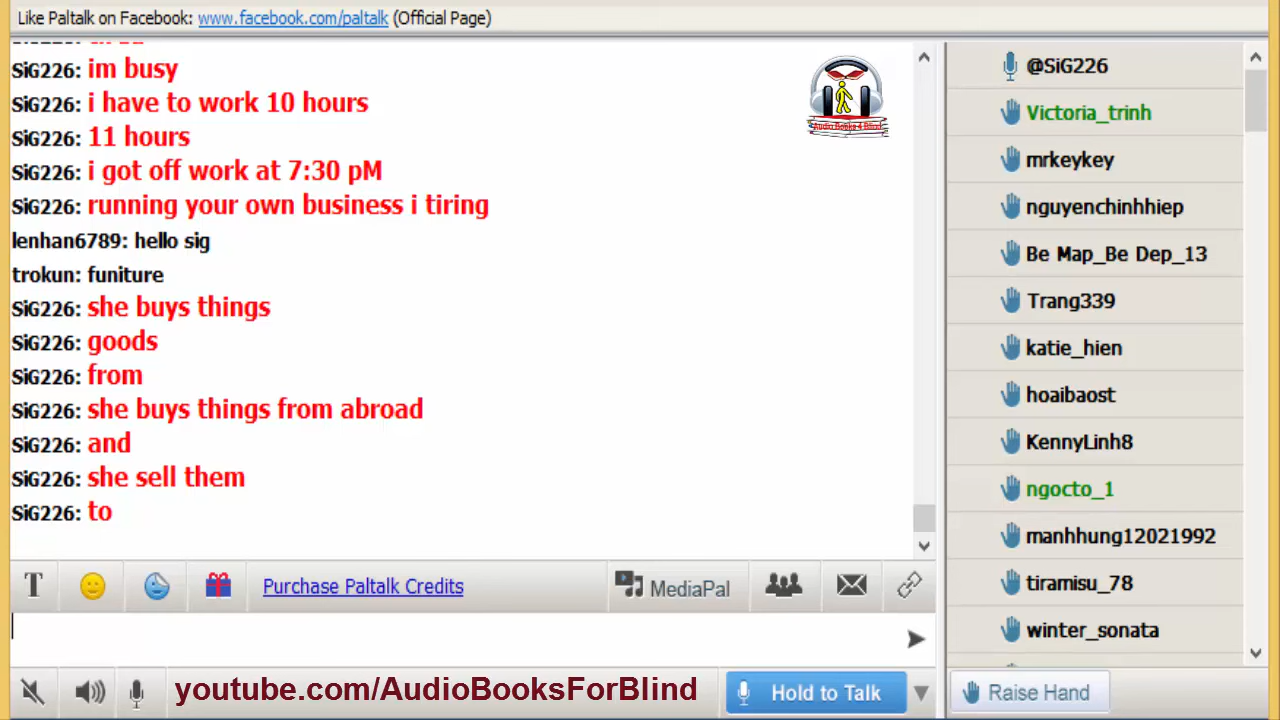 Like Paltalk on Facebook: www.facebook.com/paltalk (Official Page)
SiG226: im busy
SiG226: i have to work 10 hours
SiG226: 11 hours
SiG226: i got off work at 7:30 pM
SiG226: running your own business i tiring
lenhan6789: hello sig
trokun: funiture
SiG226: she buys things
SiG226: goods
SiG226: from
SiG226: she buys things from abroad
SiG226: and
SiG226: she sell them
SiG226: to
Audio Books 4 Blind
@SiG226
Victoria_trinh
mrkeykey
nguyenchinhhiep
Be Map_Be Dep_13
Trang339
katie_hien
hoaibaost
KennyLinh8
ngocto_1
manhhung12021992
tiramisu_78
winter_sonata
T
Purchase Paltalk Credits
MediaPal
youtube.com/AudioBooksForBlind
Hold to Talk
Raise Hand